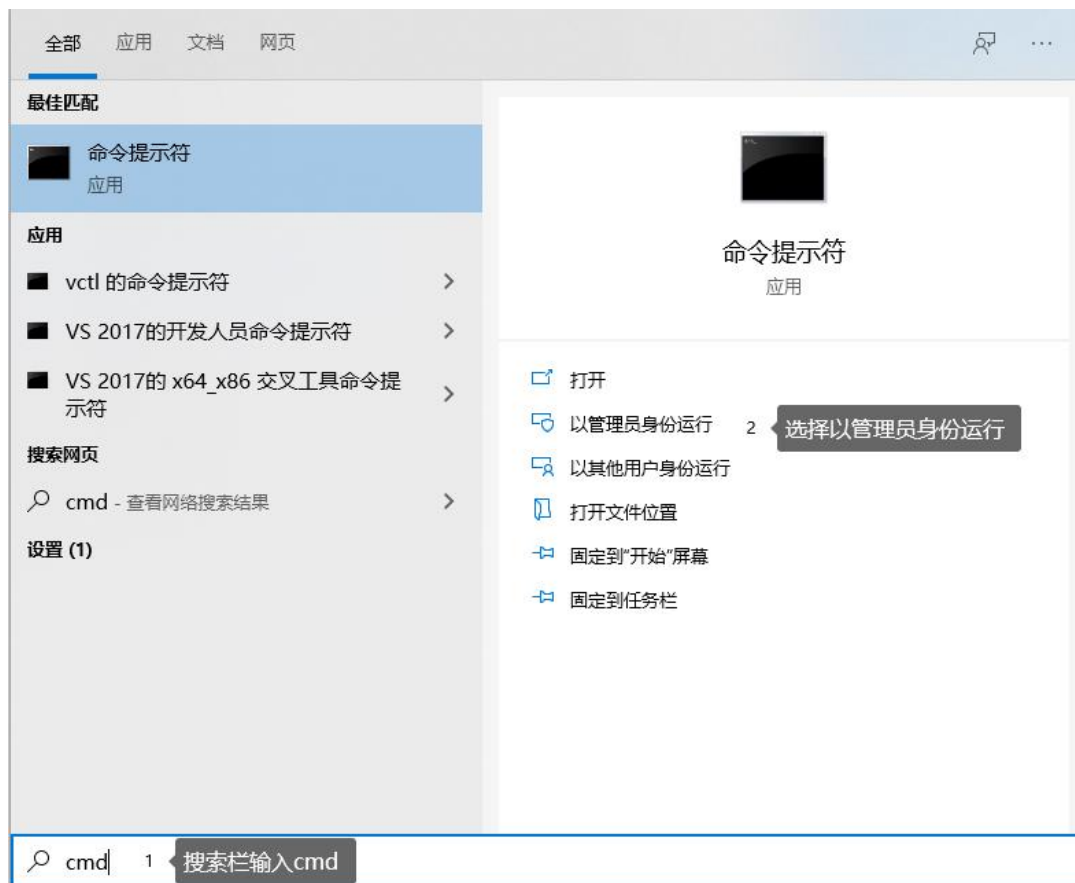 全部 应用 文档 网页
最佳匹配
命令提示符
应用
应用
vctl 的命令提示符
VS 2017的开发人员命令提示符
VS 2017的 x64_x86 交叉工具命令提
示符
搜索网页
cmd - 查看网络搜索结果
设置 (1)
命令提示符
应用
打开
以管理员身份运行 2 选择以管理员身份运行
以其他用户身份运行
打开文件位置
固定到"开始"屏幕
固定到任务栏
cmd 1 搜索栏输入cmd